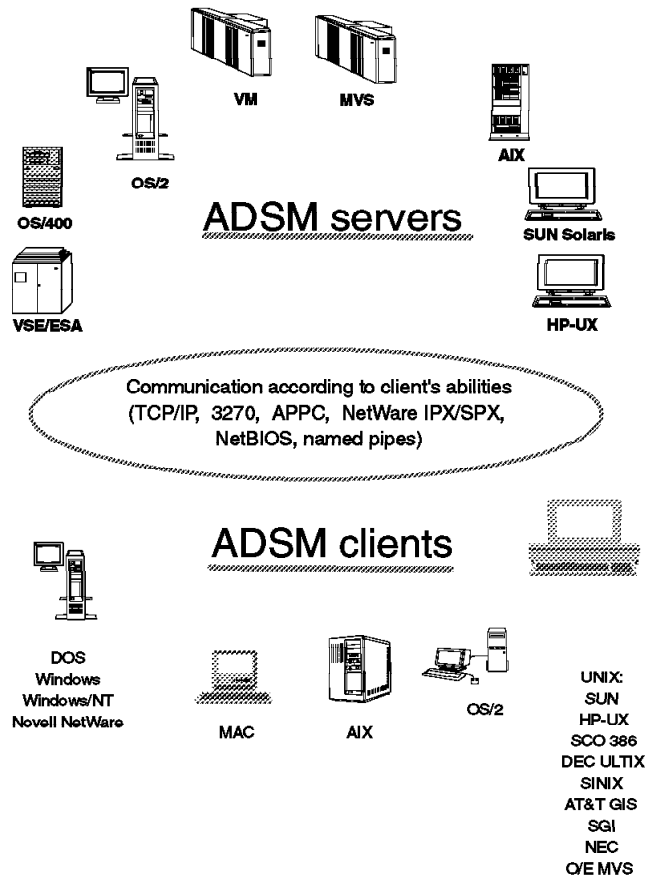 VM
MVS
OS/2
AIX
OS/400
ADSM servers
SUN Solaris
VSE/ESA
HP-UX
Communication according to client's abilities
(TCP/IP, 3270, APPC, NetWare IPX/SPX,
NetBIOS, named pipes)
ADSM clients
DOS
Windows
Windows/NT
Novell NetWare
MAC
AIX
OS/2
UNIX:
SUN
HP-UX
SCO 386
DEC ULTIX
SINIX
AT&T GIS
SGI
NEC
O/E MVS